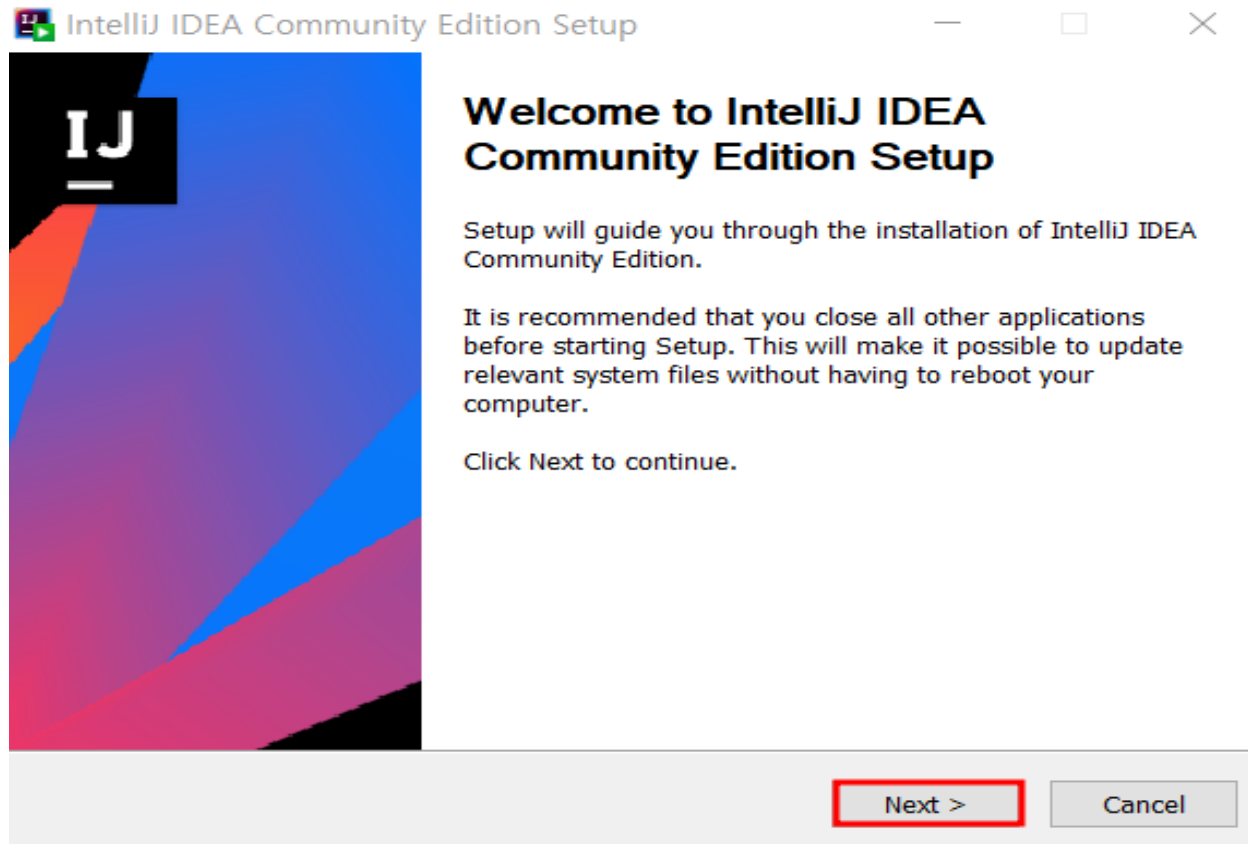 IntelliJ IDEA Community Edition Setup
IJ
Welcome to IntelliJ IDEA
Community Edition Setup
Setup will guide you through the installation of IntelliJ IDEA
Community Edition.
It is recommended that you close all other applications
before starting Setup. This will make it possible to update
relevant system files without having to reboot your
computer.
Click Next to continue.
Next >
Cancel